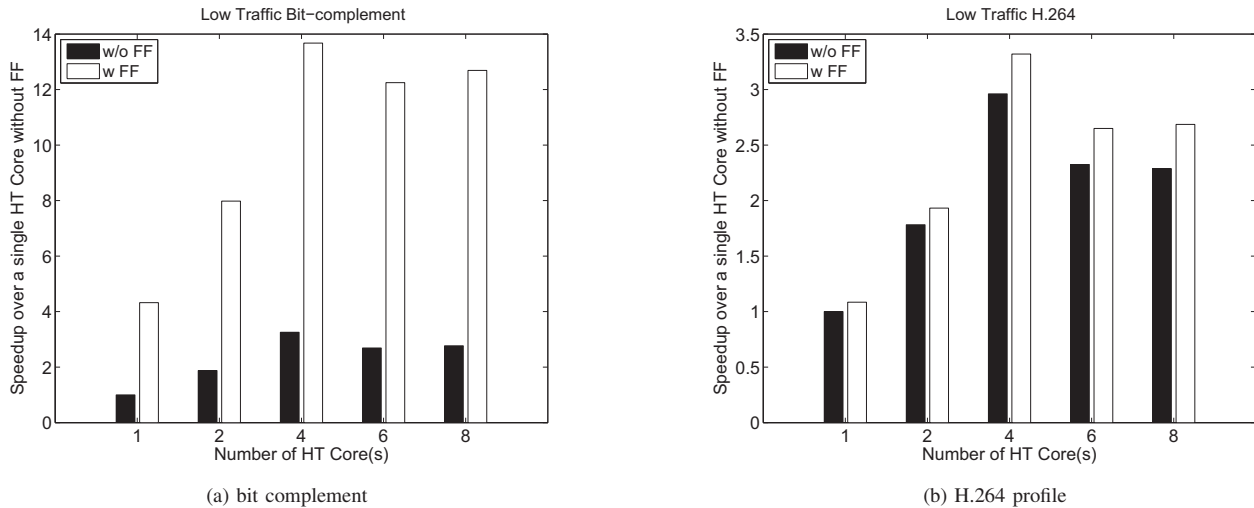 Low Traffic Bit−complement
14
12
10
8
6
4
2
0
Speedup over a single HT Core without FF
w/o FF
w FF
1 2 4 6 8
Number of HT Core(s)
(a) bit complement
Low Traffic H.264
3.5
3
2.5
2
1.5
1
0.5
0
Speedup over a single HT Core without FF
w/o FF
w FF
1 2 4 6 8
Number of HT Core(s)
(b) H.264 profile